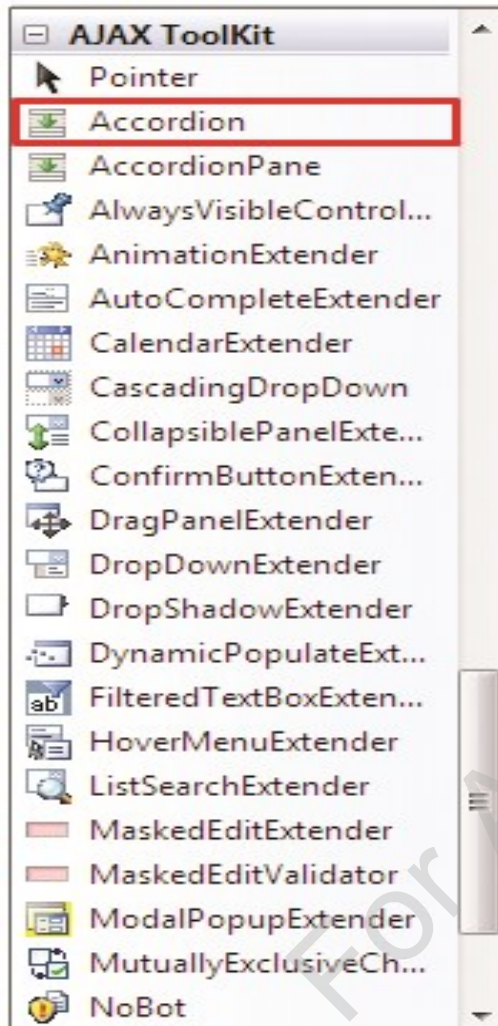 AJAX ToolKit
Pointer
Accordion
AccordionPane
AlwaysVisibleControl...
AnimationExtender
AutoCompleteExtender
CalendarExtender
CascadingDropDown
CollapsiblePanelExte...
ConfirmButtonExten...
DragPanelExtender
DropDownExtender
DropShadowExtender
DynamicPopulateExt...
FilteredTextBoxExten...
HoverMenuExtender
ListSearchExtender
MaskedEditExtender
MaskedEditValidator
ModalPopupExtender
MutuallyExclusiveCh...
NoBot
For